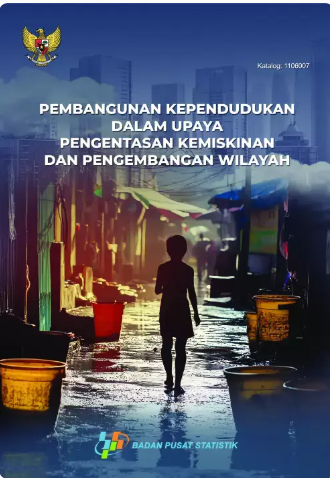 Katalog: 1106007
PEMBANGUNAN KEPENDUDUKAN
DALAM UPAYA
PENGENTASAN KEMISKINAN
DAN PENGEMBANGAN WILAYAH
BADAN PUSAT STATISTIK